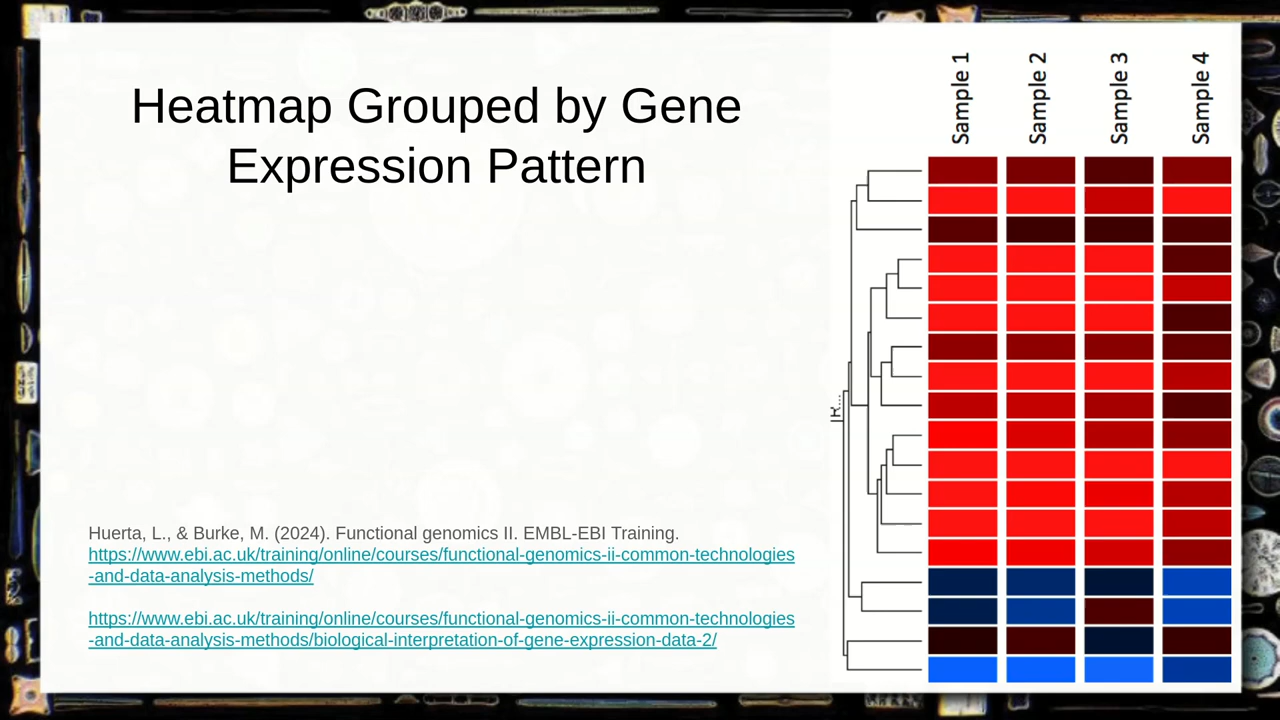 Heatmap Grouped by Gene
Expression Pattern
Sample 1
Sample 2
Sample 3
Sample 4
Huerta, L., & Burke, M. (2024). Functional genomics II. EMBL-EBI Training.
https://www.ebi.ac.uk/training/online/courses/functional-genomics-ii-common-technologies
-and-data-analysis-methods/
https://www.ebi.ac.uk/training/online/courses/functional-genomics-ii-common-technologies
-and-data-analysis-methods/biological-interpretation-of-gene-expression-data-2/